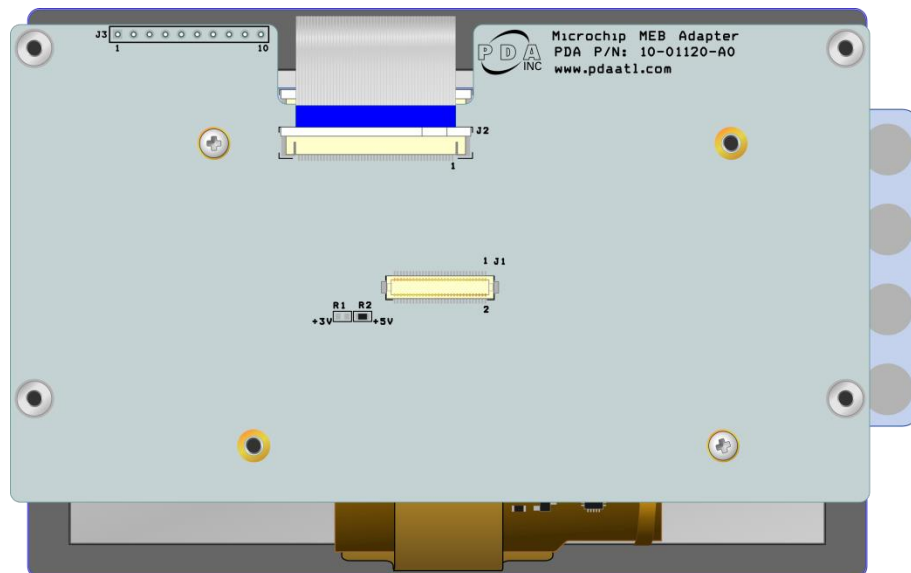 J3
1 10
PDA
INC
Microchip MEB Adapter
PDA P/N: 10-01120-A0
www.pdaatl.com
J2
1
1 J1
2
R1 R2
+3V +5V